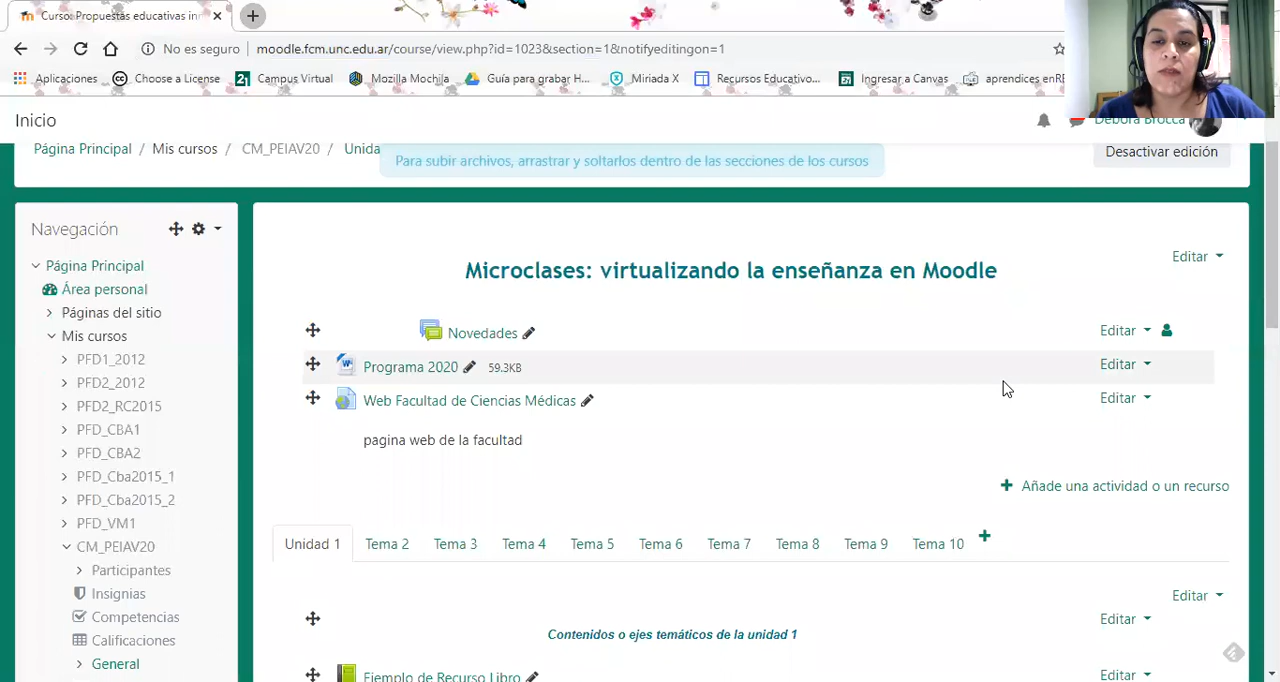 Curso: Propuestas educativas in
No es seguro
moodle.fcm.unc.edu.ar/course/view.php?id=1023&section=1&notifyeditingon=1
Aplicaciones
Choose a License
Campus Virtual
Mozilla Mochila
Guía para grabar H...
Miriada X
Recursos Educativo...
Ingresar a Canvas
aprendices enRE
Inicio
Débora Brocca
Página Principal / Mis cursos / CM_PEIAV20 / Unida
Para subir archivos, arrastrar y soltarlos dentro de las secciones de los cursos
Desactivar edición
Navegación
Página Principal
Área personal
Páginas del sitio
Mis cursos
PFD1_2012
PFD2_2012
PFD2_RC2015
PFD_CBA1
PFD_CBA2
PFD_Cba2015_1
PFD_Cba2015_2
PFD_VM1
CM_PEIAV20
Participantes
Insignias
Competencias
Calificaciones
General
Editar
Microclases: virtualizando la enseñanza en Moodle
Novedades
Editar
Programa 2020 59.3KB
Editar
Web Facultad de Ciencias Médicas
Editar
pagina web de la facultad
Añade una actividad o un recurso
Unidad 1
Tema 2
Tema 3
Tema 4
Tema 5
Tema 6
Tema 7
Tema 8
Tema 9
Tema 10
Editar
Editar
Contenidos o ejes temáticos de la unidad 1
Ejemplo de Recurso Libro
Editar